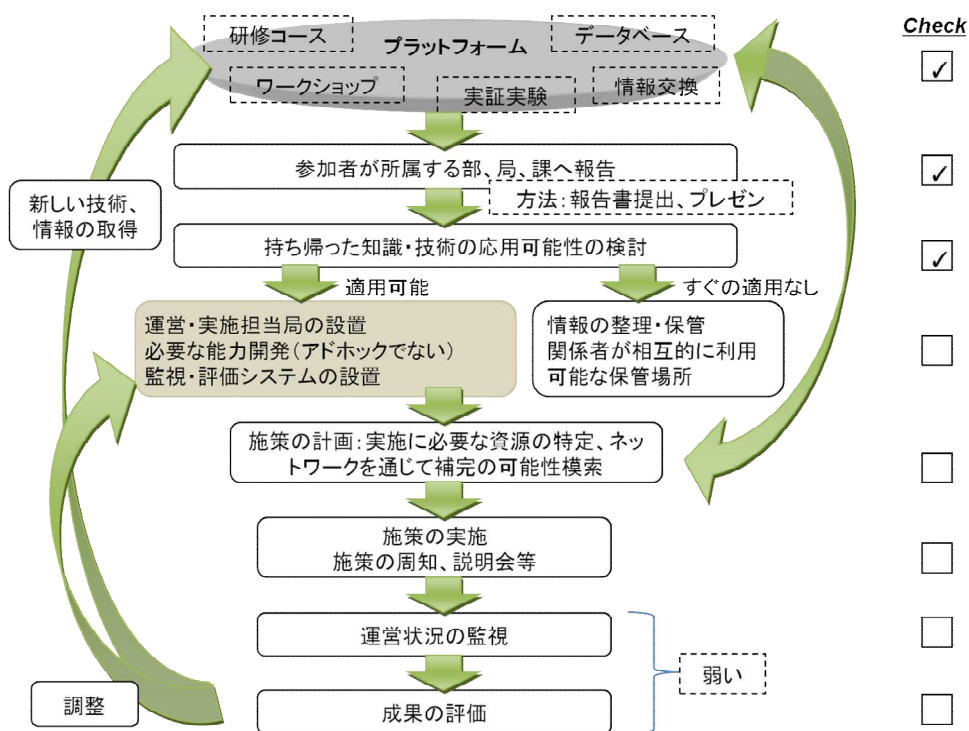 Check
研修コース
プラットフォーム
データベース
ワークショップ
実証実験
情報交換
参加者が所属する部、局、課へ報告
方法：報告書提出、プレゼン
新しい技術、
情報の取得
持ち帰った知識・技術の応用可能性の検討
適用可能
すぐの適用なし
運営・実施担当局の設置
必要な能力開発（アドホックでない）
監視・評価システムの設置
情報の整理・保管
関係者が相互的に利用
可能な保管場所
施策の計画：実施に必要な資源の特定、ネッ
トワークを通じて補完の可能性模索
施策の実施
施策の周知、説明会等
運営状況の監視
弱い
調整
成果の評価